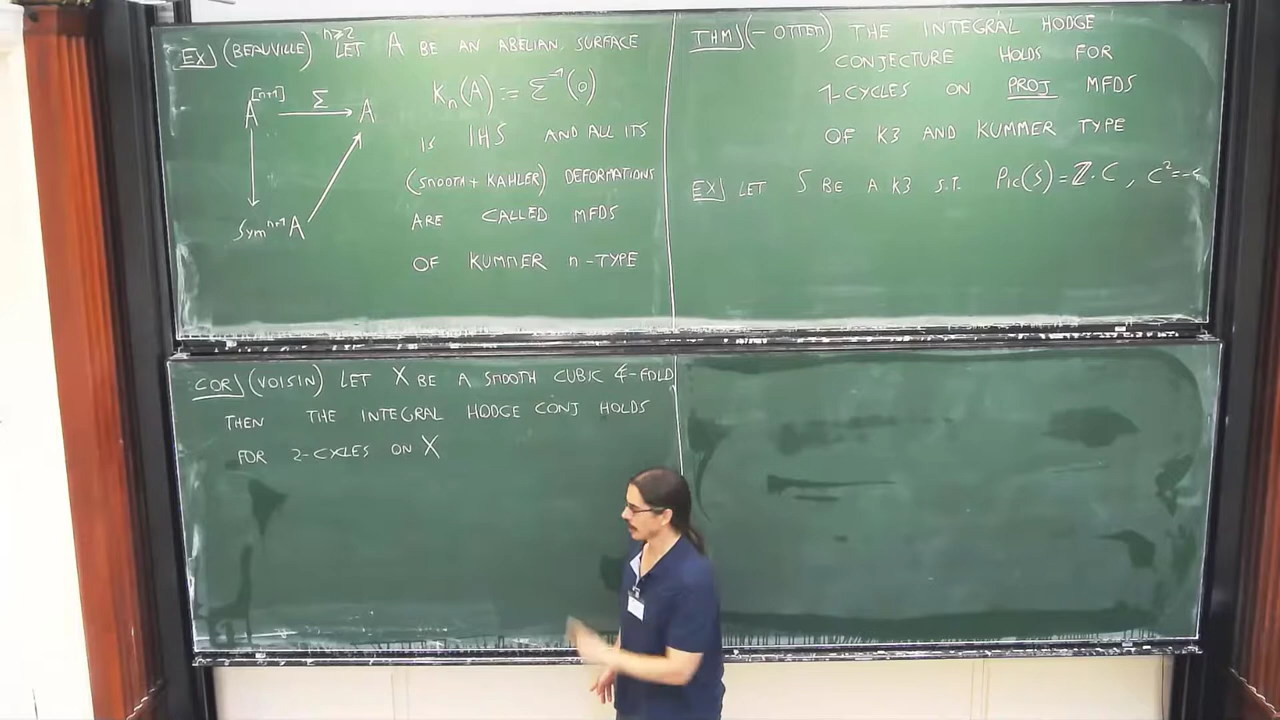 EX (BEAUVILLE) n≥2 LET A BE AN ABELIAN SURFACE
A^[n+1] Σ A
Sym^{n+1} A
K_n(A) := Σ^{-1}(0)
IS IHS AND ALL ITS
(SMOOTH + KAHLER) DEFORMATIONS
ARE CALLED MFDS
OF KUMMER n-TYPE
THM (- OTTEM) THE INTEGRAL HODGE
CONJECTURE HOLDS FOR
1-CYCLES ON PROJ MFDS
OF K3 AND KUMMER TYPE
EX LET S BE A K3 S.T. Pic(S) = ℤ·C, C²=-
COR (VOISIN) LET X BE A SMOOTH CUBIC 4-FOLD
THEN THE INTEGRAL HODGE CONJ HOLDS
FOR 2-CYCLES ON X